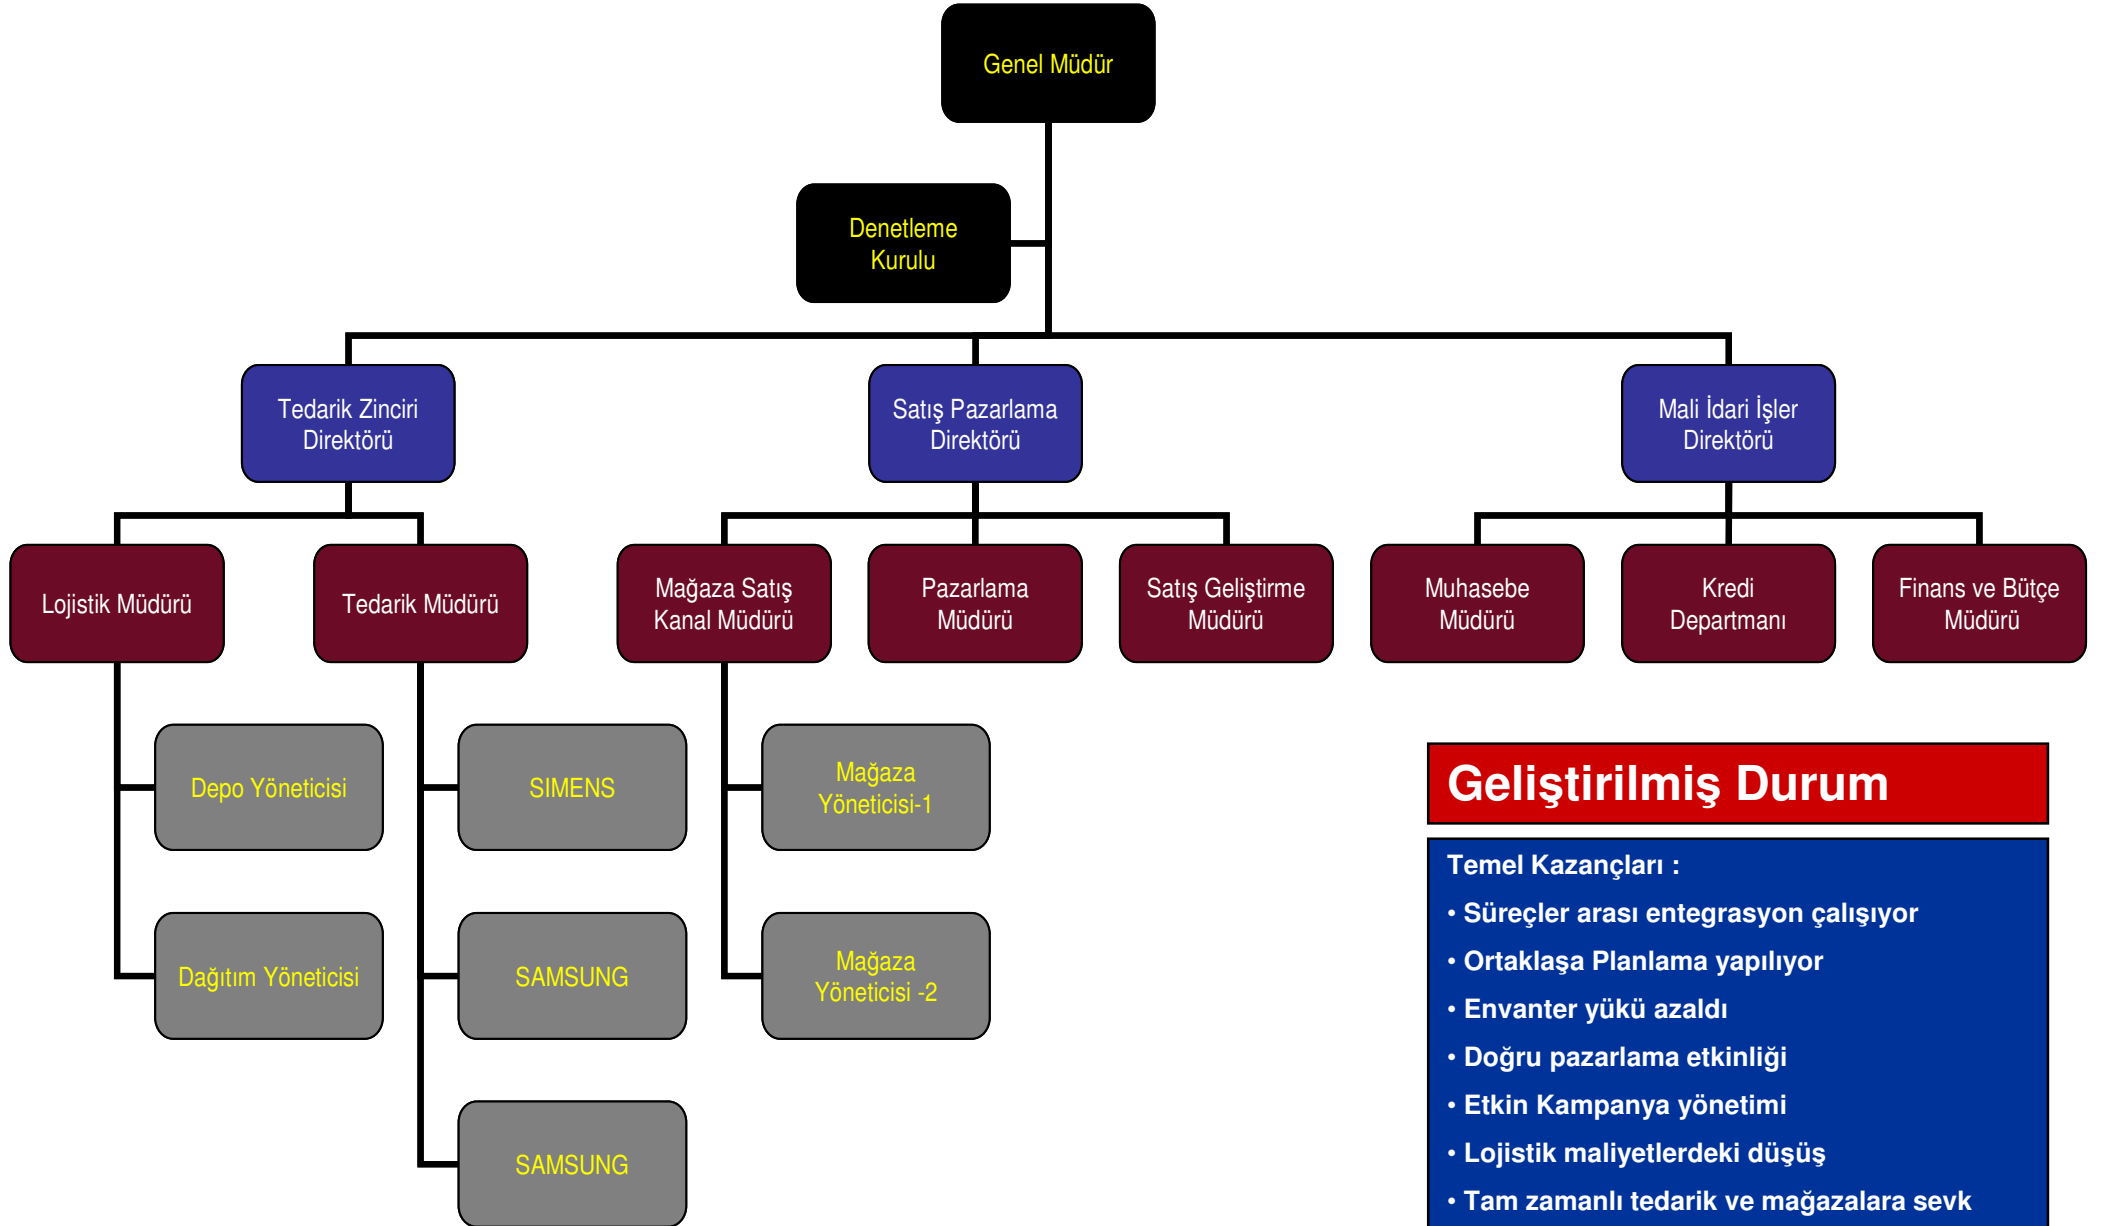 Genel Müdür
Denetleme
Kurulu
Tedarik Zinciri
Direktörü
Satış Pazarlama
Direktörü
Mali İdari İşler
Direktörü
Lojistik Müdürü
Tedarik Müdürü
Mağaza Satış
Kanal Müdürü
Pazarlama
Müdürü
Satış Geliştirme
Müdürü
Muhasebe
Müdürü
Kredi
Departmanı
Finans ve Bütçe
Müdürü
Depo Yöneticisi
SIMENS
Mağaza
Yöneticisi-1
Dağıtım Yöneticisi
SAMSUNG
Mağaza
Yöneticisi -2
SAMSUNG
Geliştirilmiş Durum
Temel Kazançları :
• Süreçler arası entegrasyon çalışıyor
• Ortaklaşa Planlama yapılıyor
• Envanter yükü azaldı
• Doğru pazarlama etkinliği
• Etkin Kampanya yönetimi
• Lojistik maliyetlerdeki düşüş
• Tam zamanlı tedarik ve mağazalara sevk